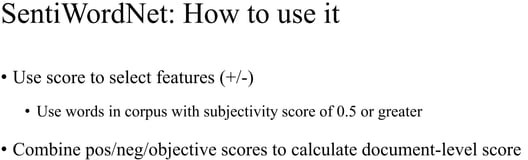 SentiWordNet: How to use it
• Use score to select features (+/-)
• Use words in corpus with subjectivity score of 0.5 or greater
• Combine pos/neg/objective scores to calculate document-level score